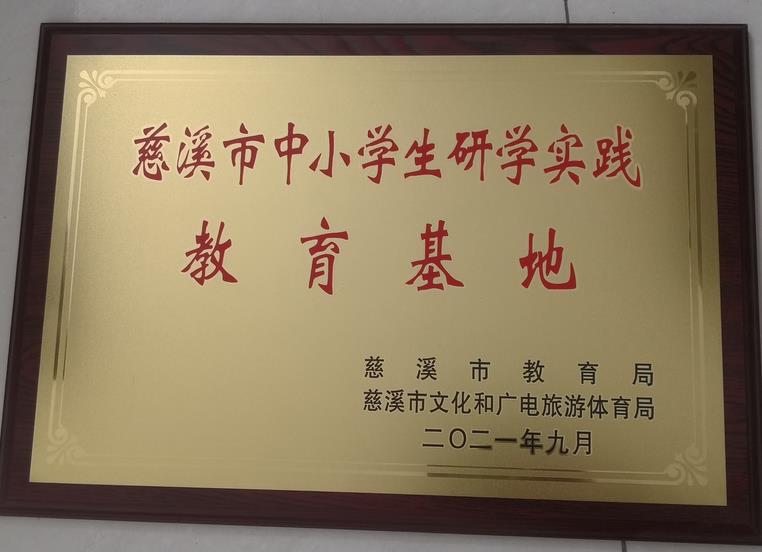 慈溪市中小学生研学实践
教育基地
慈溪市教育局
慈溪市文化和广电旅游体育局
二〇二一年九月